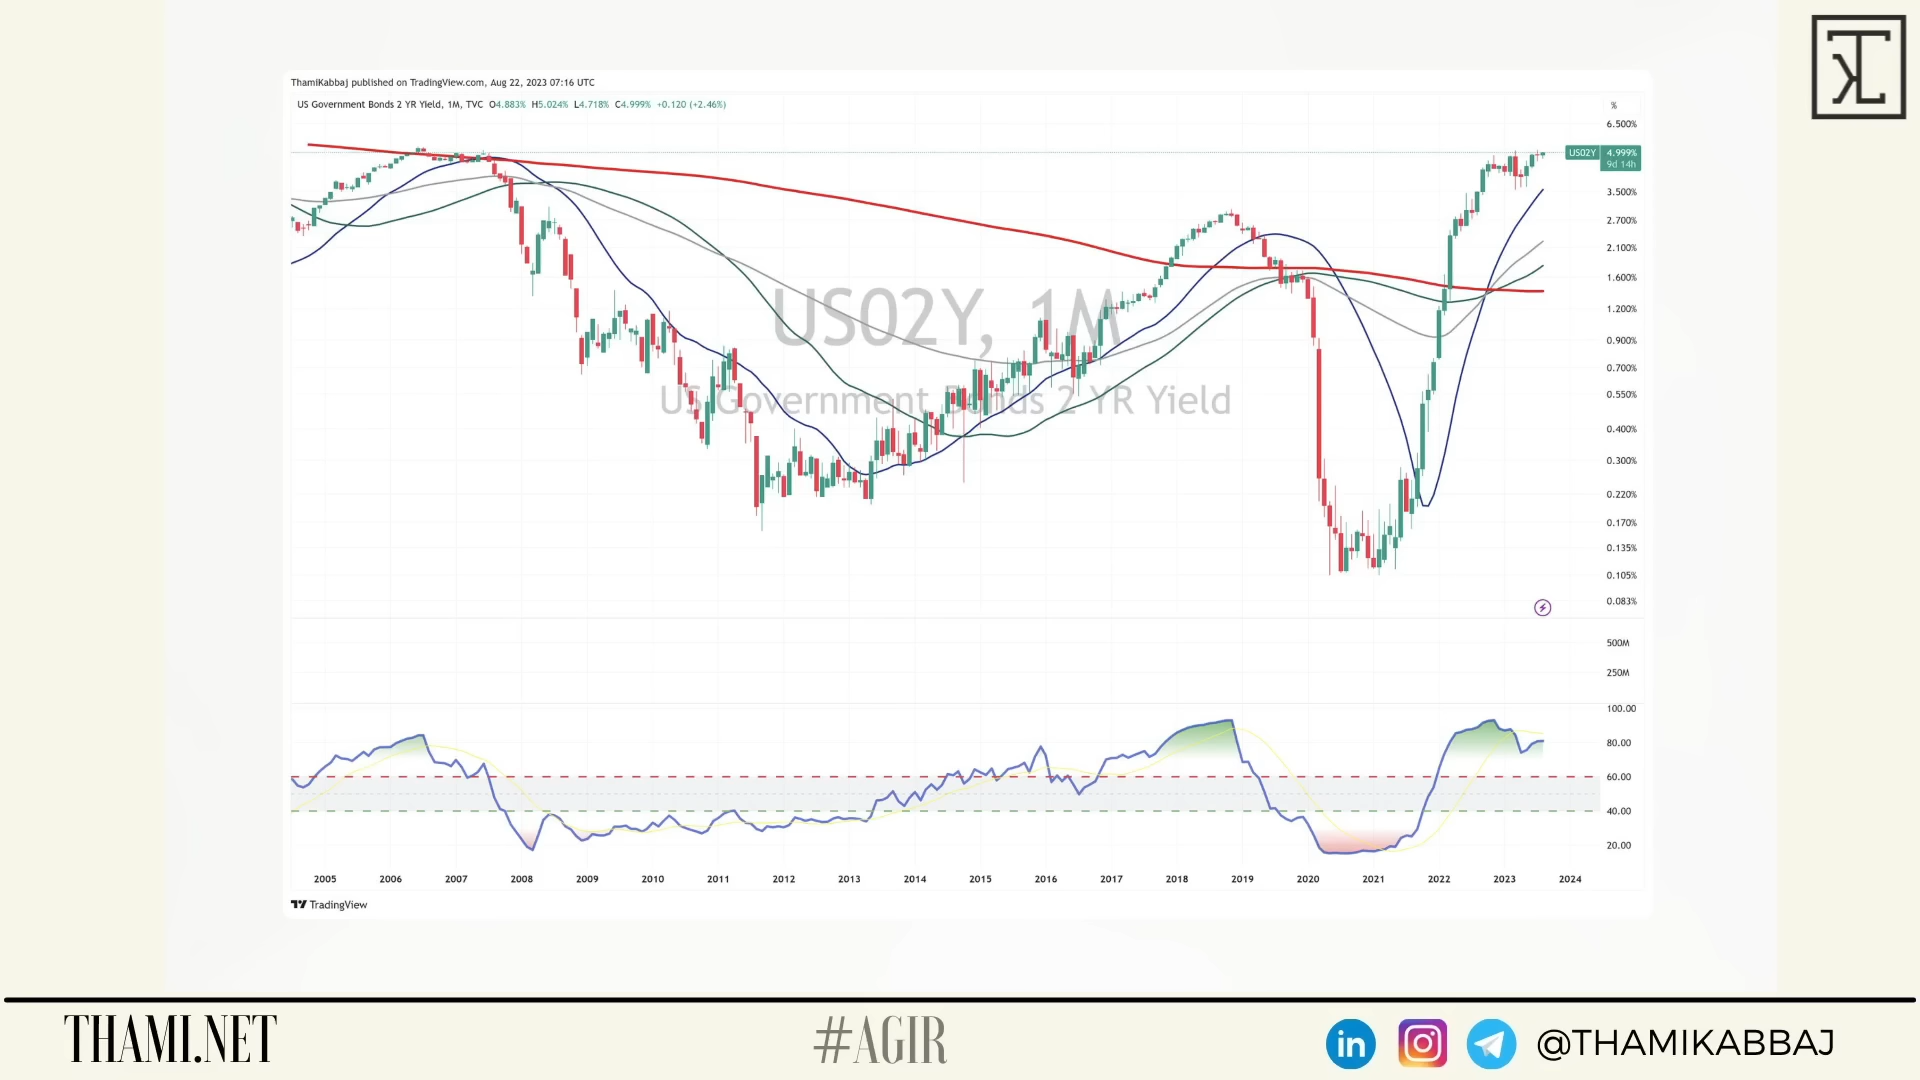 ThamiKabbaj published on TradingView.com, Aug 22, 2023 07:16 UTC
US Government Bonds 2 YR Yield, 1M, TVC O4.883% H5.024% L4.718% C4.999% +0.120 (+2.46%)
%
6.500%
US02Y 4.999%
9d 14h
3.500%
2.700%
2.100%
1.600%
1.200%
0.900%
0.700%
0.550%
0.400%
0.300%
0.220%
0.170%
0.135%
0.105%
0.083%
US02Y, 1M
US Government Bonds 2 YR Yield
500M
250M
100.00
80.00
60.00
40.00
20.00
2005 2006 2007 2008 2009 2010 2011 2012 2013 2014 2015 2016 2017 2018 2019 2020 2021 2022 2023 2024
TradingView
THAMI.NET
#AGIR
in
@THAMIKABBAJ